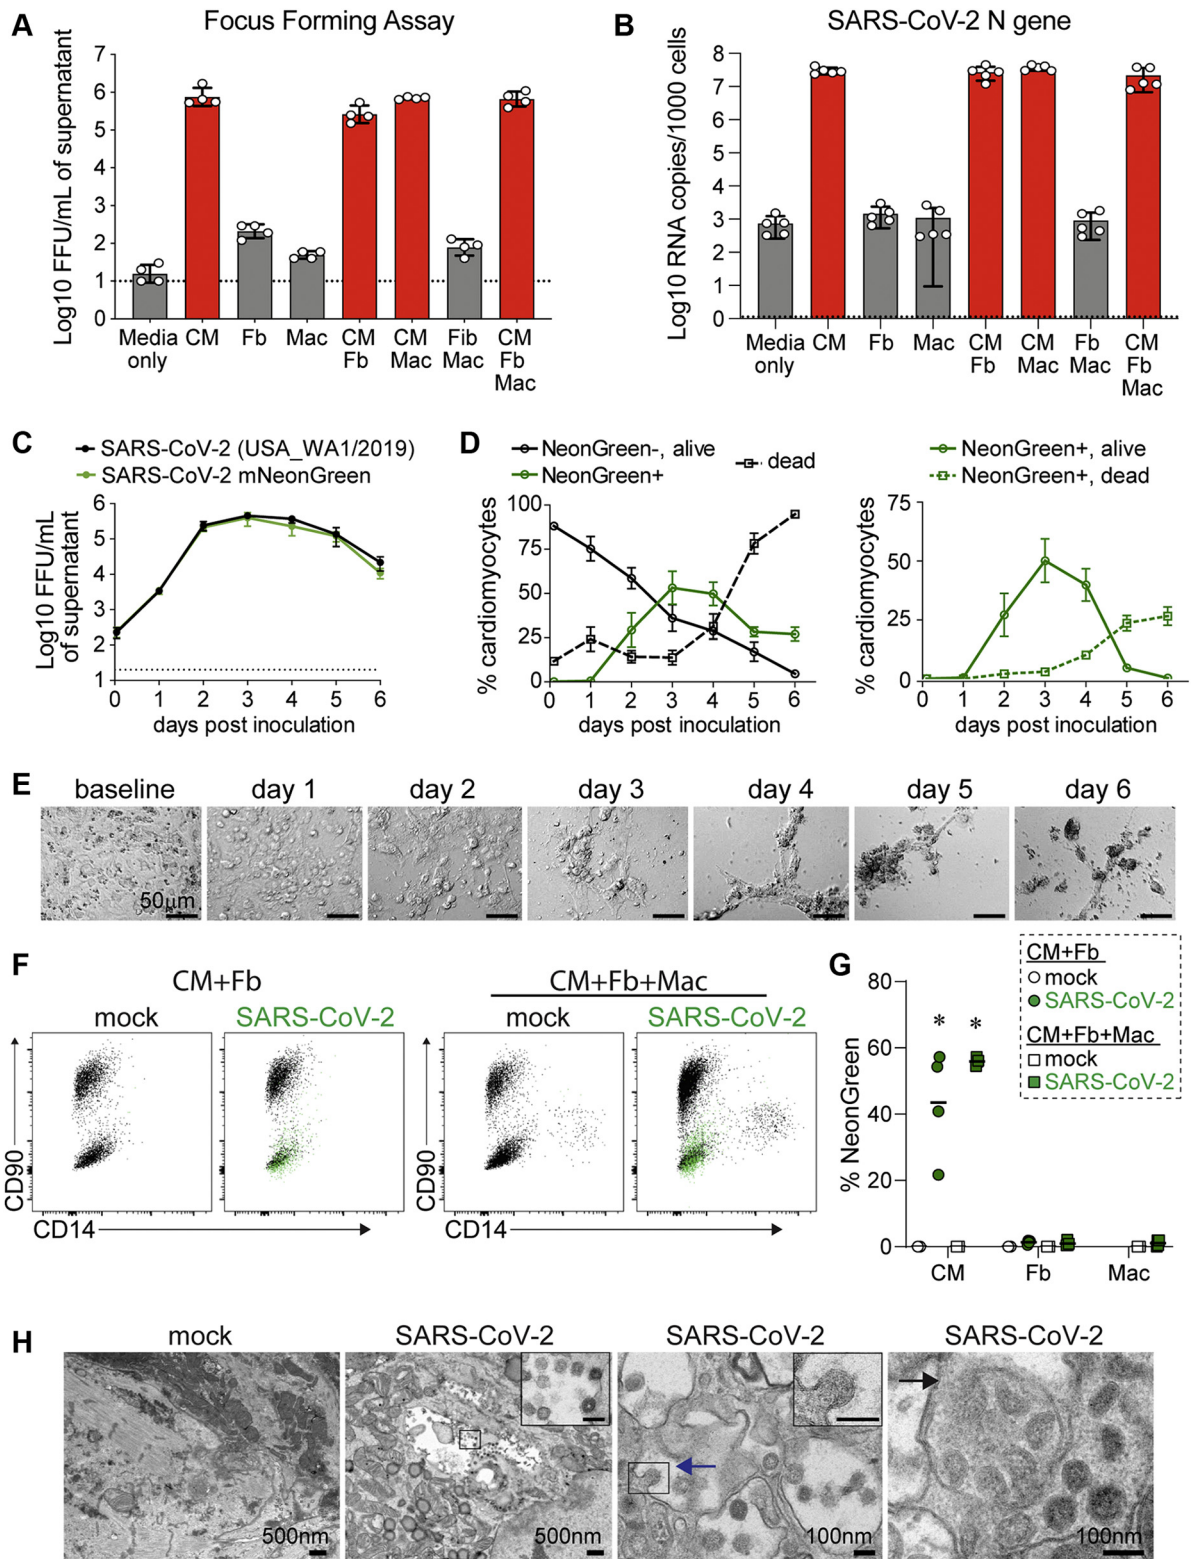 A
Focus Forming Assay
Log10 FFU/mL of supernatant
7
6
5
4
3
2
1
0
Media only
CM
Fb
Mac
CM Fb
CM Mac
Fib Mac
CM Fb Mac
B
SARS-CoV-2 N gene
Log10 RNA copies/1000 cells
8
7
6
5
4
3
2
1
0
Media only
CM
Fb
Mac
CM Fb
CM Mac
Fb Mac
CM Fb Mac
C
SARS-CoV-2 (USA_WA1/2019)
SARS-CoV-2 mNeonGreen
Log10 FFU/mL
of supernatant
6
5
4
3
2
1
0 1 2 3 4 5 6
days post inoculation
D
NeonGreen-, alive
NeonGreen+
dead
% cardiomyocytes
100
75
50
25
0
0 1 2 3 4 5 6
days post inoculation
NeonGreen+, alive
NeonGreen+, dead
% cardiomyocytes
75
50
25
0
0 1 2 3 4 5 6
days post inoculation
E
baseline
day 1
day 2
day 3
day 4
day 5
day 6
50μm
F
CM+Fb
mock
SARS-CoV-2
CM+Fb+Mac
mock
SARS-CoV-2
CD90
CD14
CD90
CD14
G
CM+Fb
mock
SARS-CoV-2
CM+Fb+Mac
mock
SARS-CoV-2
% NeonGreen
80
60
40
20
0
* *
CM
Fb
Mac
H
mock
SARS-CoV-2
SARS-CoV-2
SARS-CoV-2
500nm
500nm
100nm
100nm